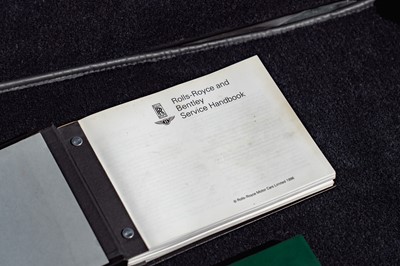 Rolls-Royce and
Bentley
Service Handbook
© Rolls-Royce Motor Cars Limited 1998